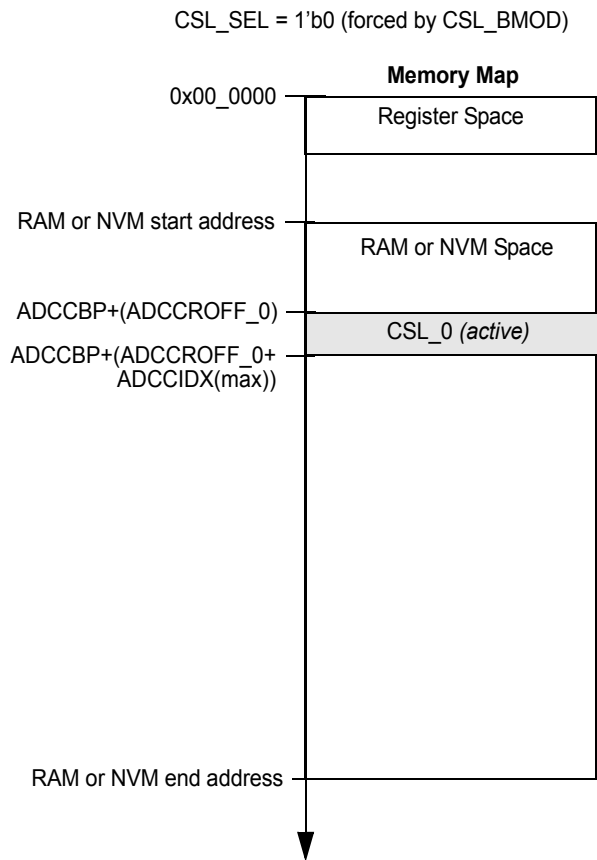 CSL_SEL = 1'b0 (forced by CSL_BMOD)
Memory Map
0x00_0000
Register Space
RAM or NVM start address
RAM or NVM Space
ADCCBP+(ADCCROFF_0)
CSL_0 (active)
ADCCBP+(ADCCROFF_0+
ADCCIDX(max))
RAM or NVM end address